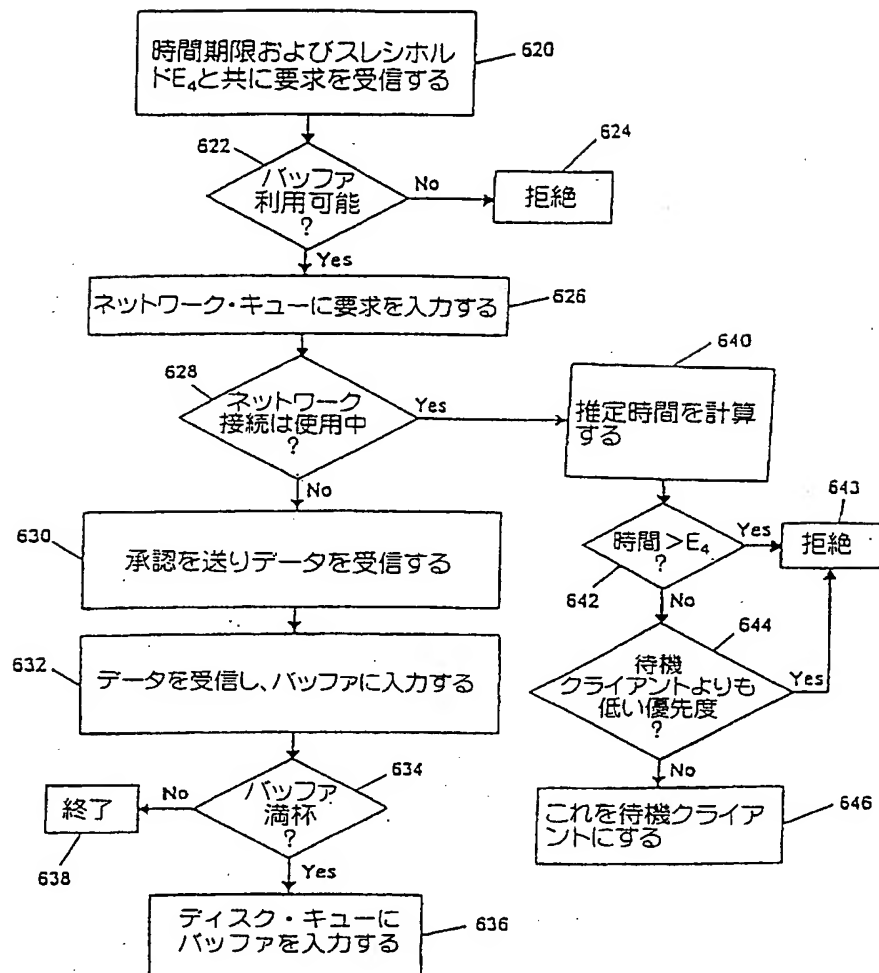 時間期限およびスレシホル
ドE₄と共に要求を受信する
620
622
バッファ
利用可能
?
No
624
拒絶
Yes
ネットワーク・キューに要求を入力する
626
628
ネットワーク
接続は使用中
?
Yes
640
推定時間を計算
する
No
630
承認を送りデータを受信する
時間>E₄
?
642
Yes
643
拒絶
No
632
データを受信し、バッファに入力する
644
待機
クライアントよりも
低い優先度
?
Yes
634
バッファ
満杯
?
No
終了
638
No
これを待機クライア
ントにする
646
Yes
ディスク・キューに
バッファを入力する
636